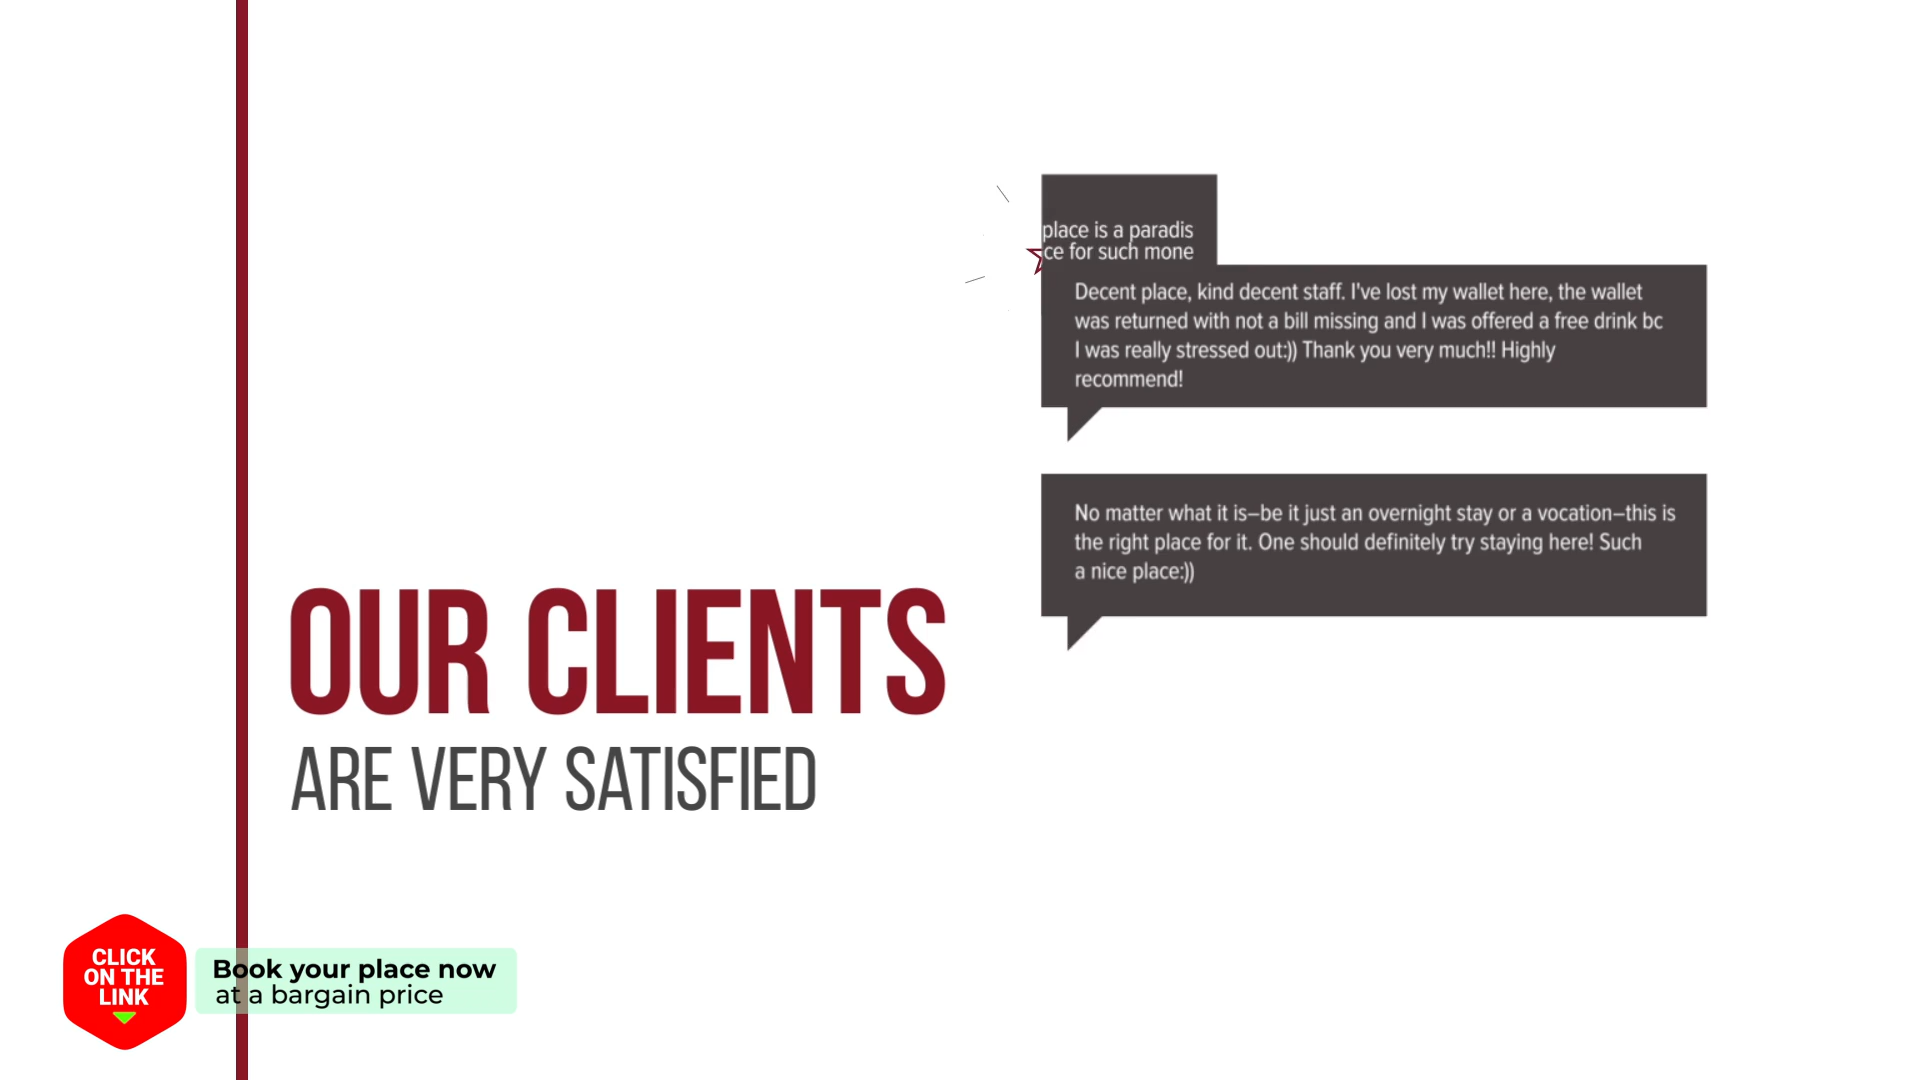 place is a paradis
ce for such mone
Decent place, kind decent staff. I've lost my wallet here, the wallet
was returned with not a bill missing and I was offered a free drink bc
I was really stressed out:)) Thank you very much!! Highly
recommend!
No matter what it is–be it just an overnight stay or a vocation–this is
the right place for it. One should definitely try staying here! Such
a nice place:))
OUR CLIENTS
ARE VERY SATISFIED
CLICK
ON THE
LINK
Book your place now
at a bargain price